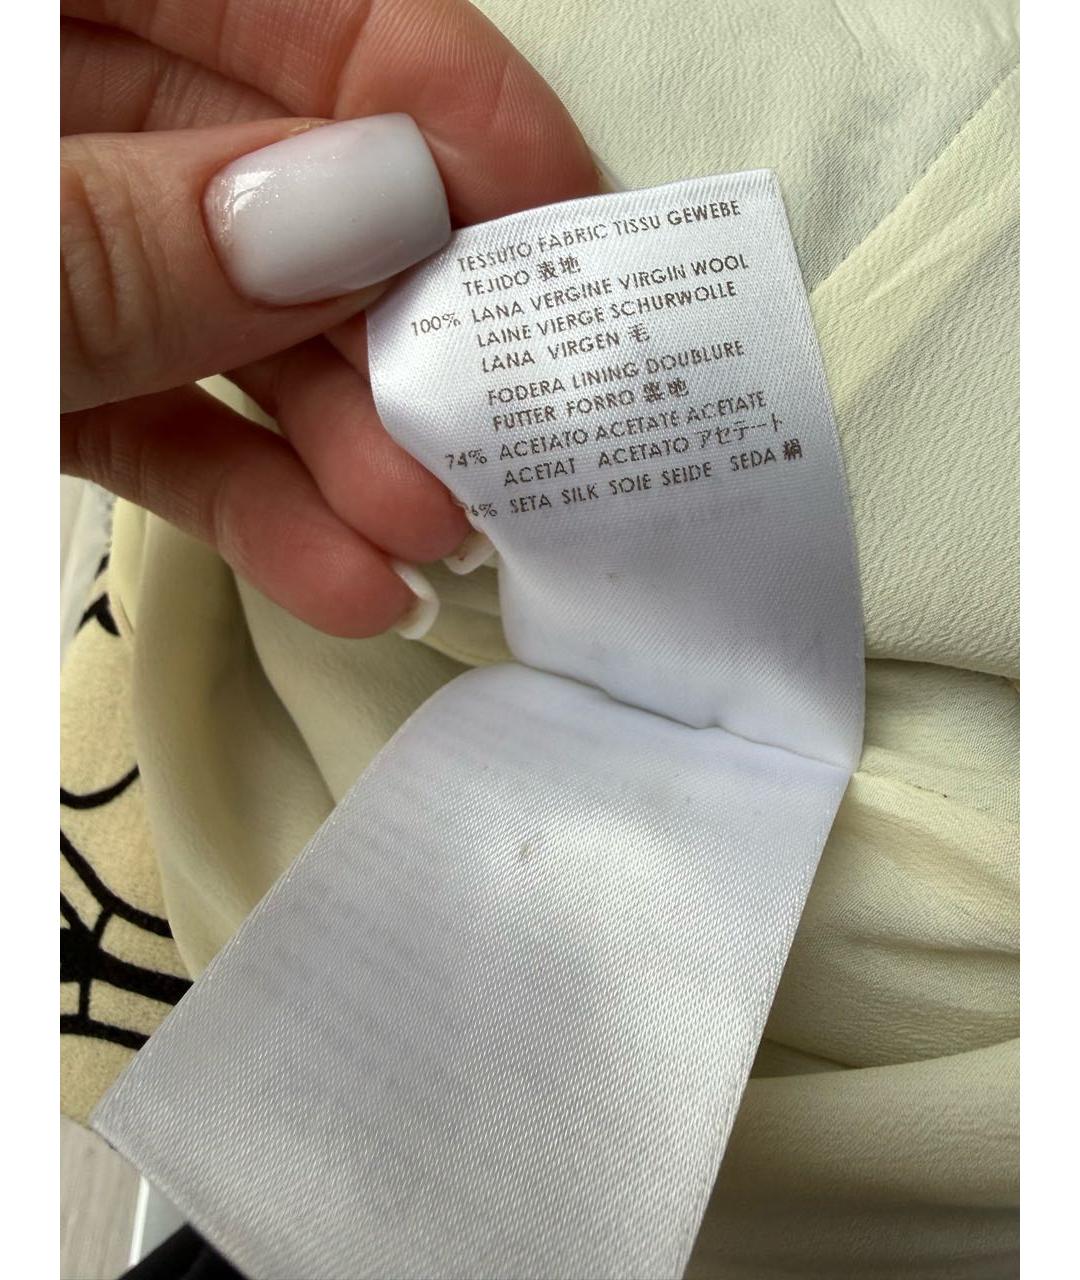 TESSUTO FABRIC TISSU GEWEBE
TEJIDO 表地
100% LANA VERGINE VIRGIN WOOL
LAINE VIERGE SCHURWOLLE
LANA VIRGEN 毛
FODERA LINING DOUBLURE
FUTTER FORRO 裏地
74% ACETATO ACETATE ACETATE
ACETAT ACETATO アセテート
6% SETA SILK SOIE SEIDE SEDA 絹